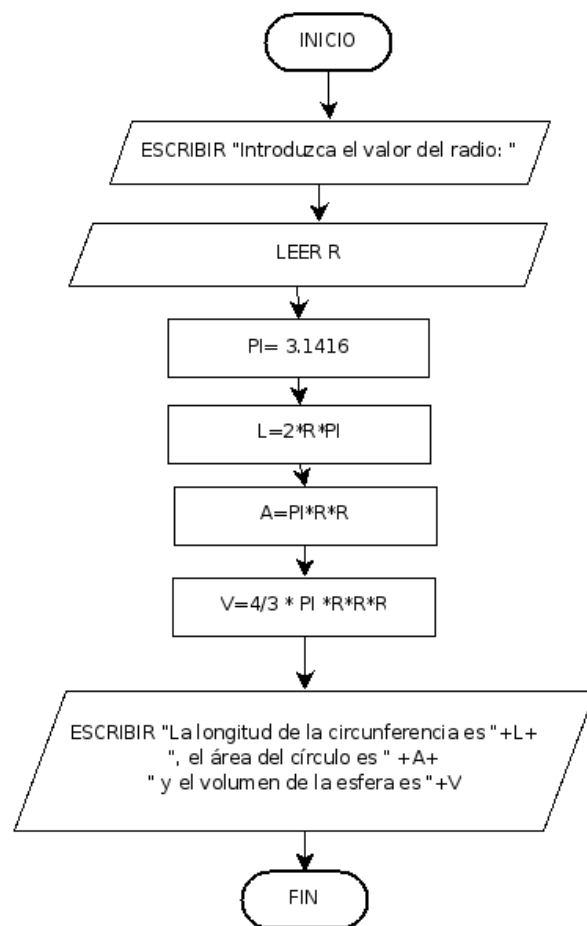 INICIO
ESCRIBIR "Introduzca el valor del radio: "
LEER R
PI= 3.1416
L=2*R*PI
A=PI*R*R
V=4/3 * PI *R*R*R
ESCRIBIR "La longitud de la circunferencia es "+L+
", el área del círculo es " +A+
" y el volumen de la esfera es "+V
FIN